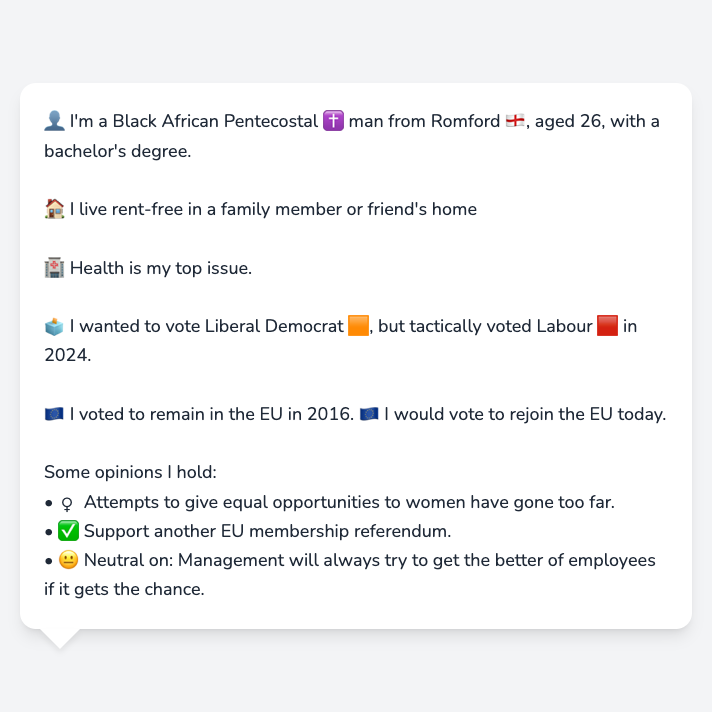 👤 I'm a Black African Pentecostal ✝️ man from Romford 🏴󠁧󠁢󠁥󠁮󠁧󠁿, aged 26, with a
bachelor's degree.
🏠 I live rent-free in a family member or friend's home
🏥 Health is my top issue.
🗳️ I wanted to vote Liberal Democrat 🟧, but tactically voted Labour 🟥 in
2024.
🇪🇺 I voted to remain in the EU in 2016. 🇪🇺 I would vote to rejoin the EU today.
Some opinions I hold:
• ♀ Attempts to give equal opportunities to women have gone too far.
• ✅ Support another EU membership referendum.
• 😐 Neutral on: Management will always try to get the better of employees
if it gets the chance.